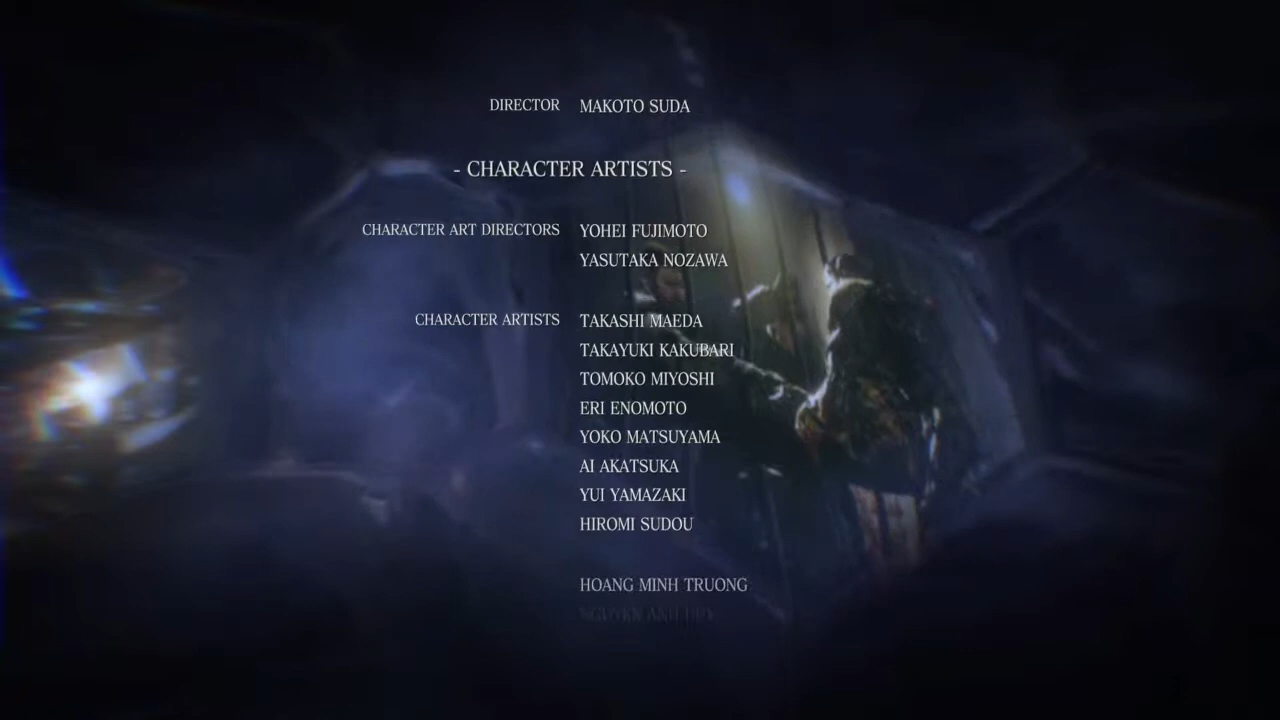 DIRECTOR MAKOTO SUDA
- CHARACTER ARTISTS -
CHARACTER ART DIRECTORS YOHEI FUJIMOTO
YASUTAKA NOZAWA
CHARACTER ARTISTS TAKASHI MAEDA
TAKAYUKI KAKUBARI
TOMOKO MIYOSHI
ERI ENOMOTO
YOKO MATSUYAMA
AI AKATSUKA
YUI YAMAZAKI
HIROMI SUDOU
HOANG MINH TRUONG